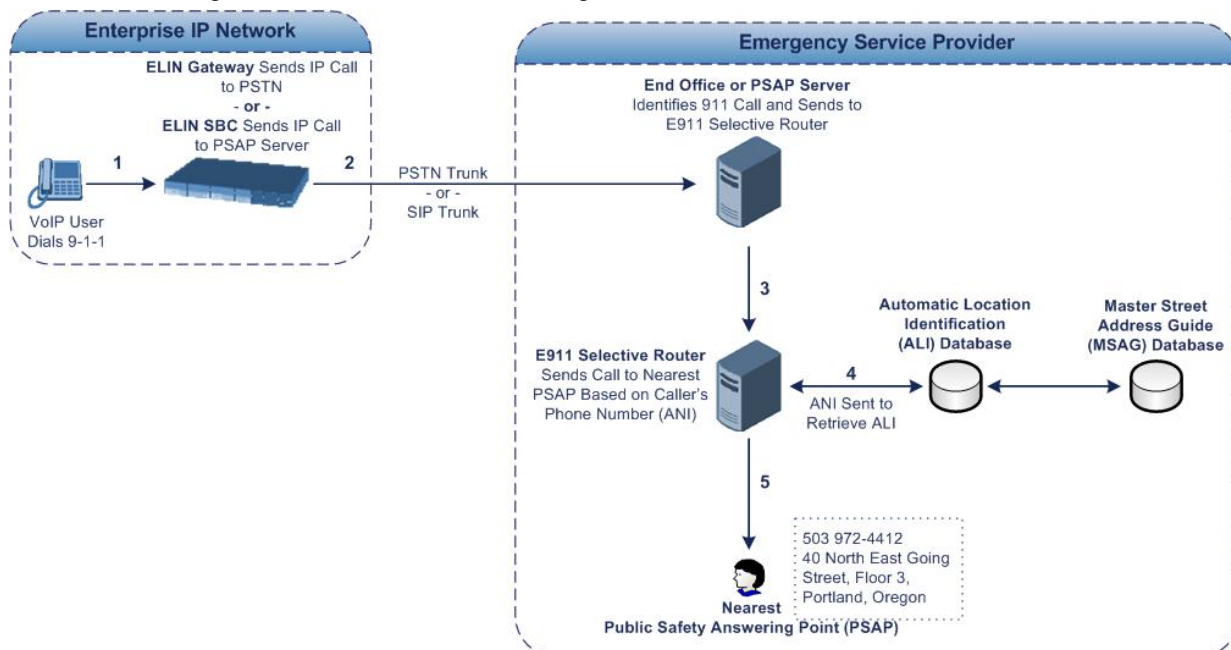 Enterprise IP Network
ELIN Gateway Sends IP Call
to PSTN
- or -
ELIN SBC Sends IP Call
to PSAP Server
1
2
VoIP User
Dials 9-1-1
PSTN Trunk
- or -
SIP Trunk
Emergency Service Provider
End Office or PSAP Server
Identifies 911 Call and Sends to
E911 Selective Router
3
E911 Selective Router
Sends Call to Nearest
PSAP Based on Caller's
Phone Number (ANI)
4
ANI Sent to
Retrieve ALI
Automatic Location
Identification
(ALI) Database
Master Street
Address Guide
(MSAG) Database
5
503 972-4412
40 North East Going
Street, Floor 3,
Portland, Oregon
Nearest
Public Safety Answering Point (PSAP)